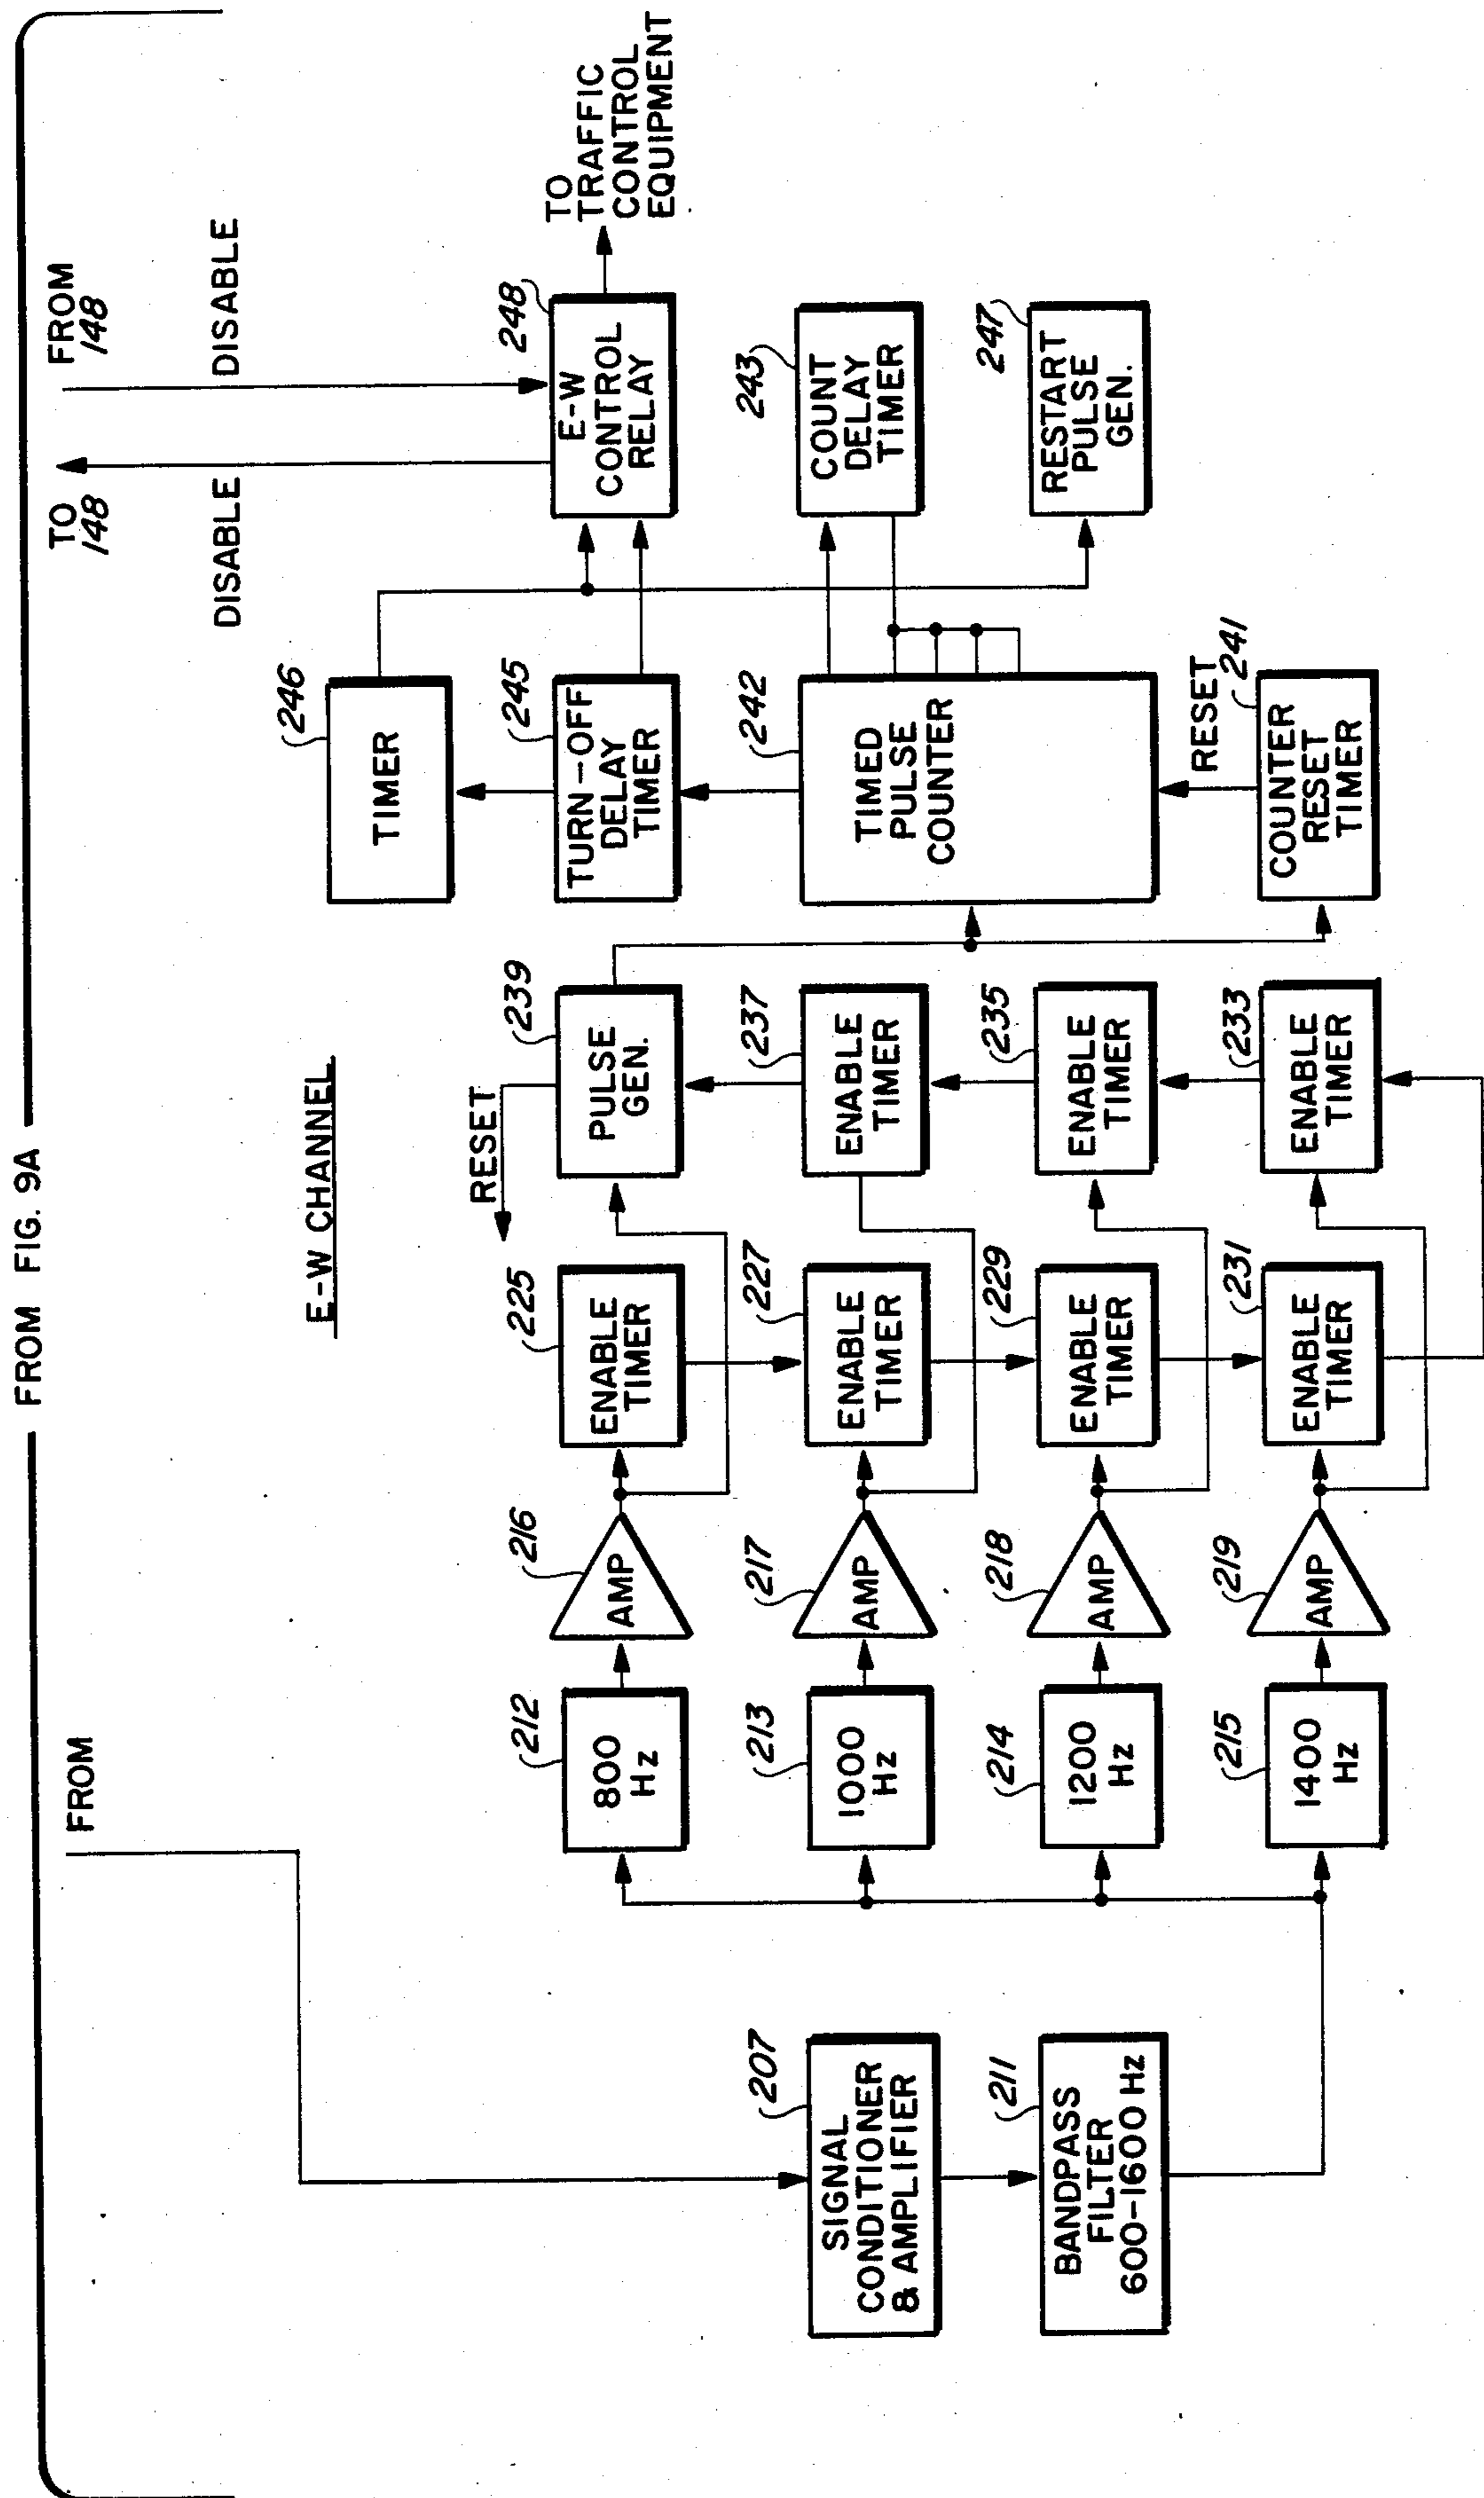 FROM FIG. 9A
FROM
E-W CHANNEL
TO
148
FROM
148
DISABLE
DISABLE
SIGNAL
CONDITIONER
& AMPLIFIER
207
BANDPASS
FILTER
600-1600 Hz
211
800
Hz
212
1000
Hz
213
1200
Hz
214
1400
Hz
215
AMP
216
AMP
217
AMP
218
AMP
219
ENABLE
TIMER
225
ENABLE
TIMER
227
ENABLE
TIMER
229
ENABLE
TIMER
231
RESET
PULSE
GEN.
239
ENABLE
TIMER
237
ENABLE
TIMER
235
ENABLE
TIMER
233
TIMER
246
TURN-OFF
DELAY
TIMER
245
TIMED
PULSE
COUNTER
242
RESET
COUNTER
RESET
TIMER
241
E-W
CONTROL
RELAY
248
COUNT
DELAY
TIMER
243
RESTART
PULSE
GEN.
247
TO
TRAFFIC
CONTROL
EQUIPMENT